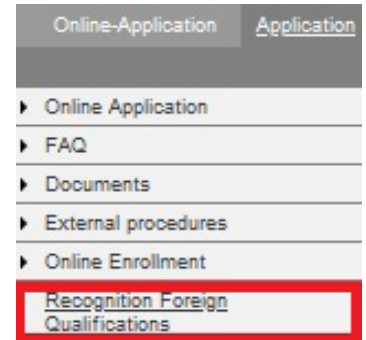 Online-Application Application
Online Application
FAQ
Documents
External procedures
Online Enrollment
Recognition Foreign
Qualifications